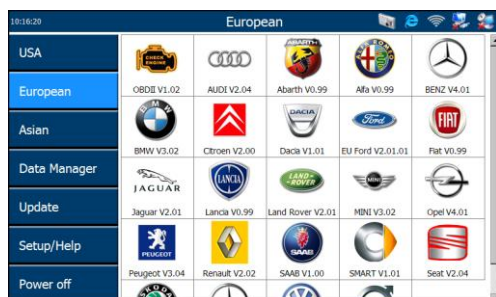 10:16:20 European
USA
European
Asian
Data Manager
Update
Setup/Help
Power off
CHECK
ENGINE
ABARTH
ALFA ROMEO
OBDII V1.02 AUDI V2.04 Abarth V0.99 Alfa V0.99 BENZ V4.01
BMW
DACIA
Ford
FIAT
BMW V3.02 Citroen V2.00 Dacia V1.01 EU Ford V2.01.01 Fiat V0.99
JAGUAR
LANCIA
LAND-
ROVER
MINI
Jaguar V2.01 Lancia V0.99 Land Rover V2.01 MINI V3.02 Opel V4.01
PEUGEOT
SAAB
Peugeot V3.04 Renault V2.02 SAAB V1.00 SMART V1.01 Seat V2.04
SKODA